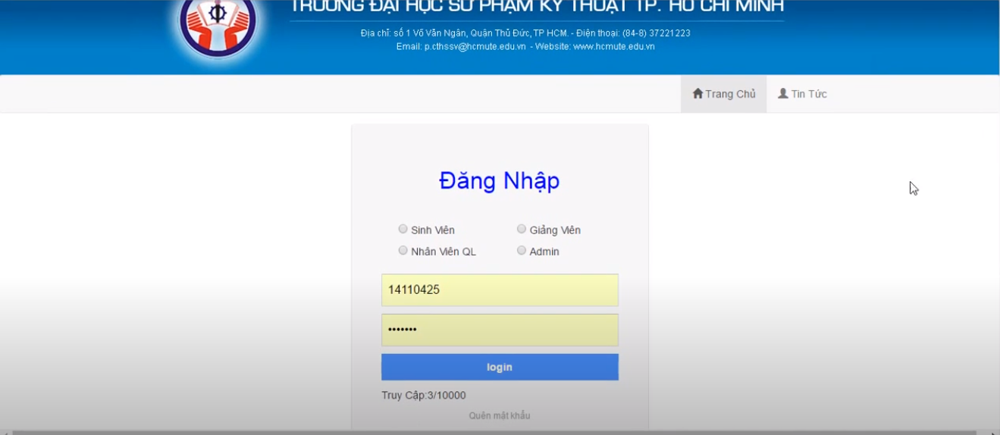 TRƯỜNG ĐẠI HỌC SƯ PHẠM KỸ THUẬT TP. HỒ CHÍ MINH
Địa chỉ: số 1 Võ Văn Ngân, Quận Thủ Đức, TP HCM. - Điện thoại: (84-8) 37221223
Email: p.cthssv@hcmute.edu.vn - Website: www.hcmute.edu.vn
Trang Chủ Tin Tức
Đăng Nhập
Sinh Viên Giảng Viên
Nhân Viên QL Admin
14110425
•••••••
login
Truy Cập:3/10000
Quên mật khẩu